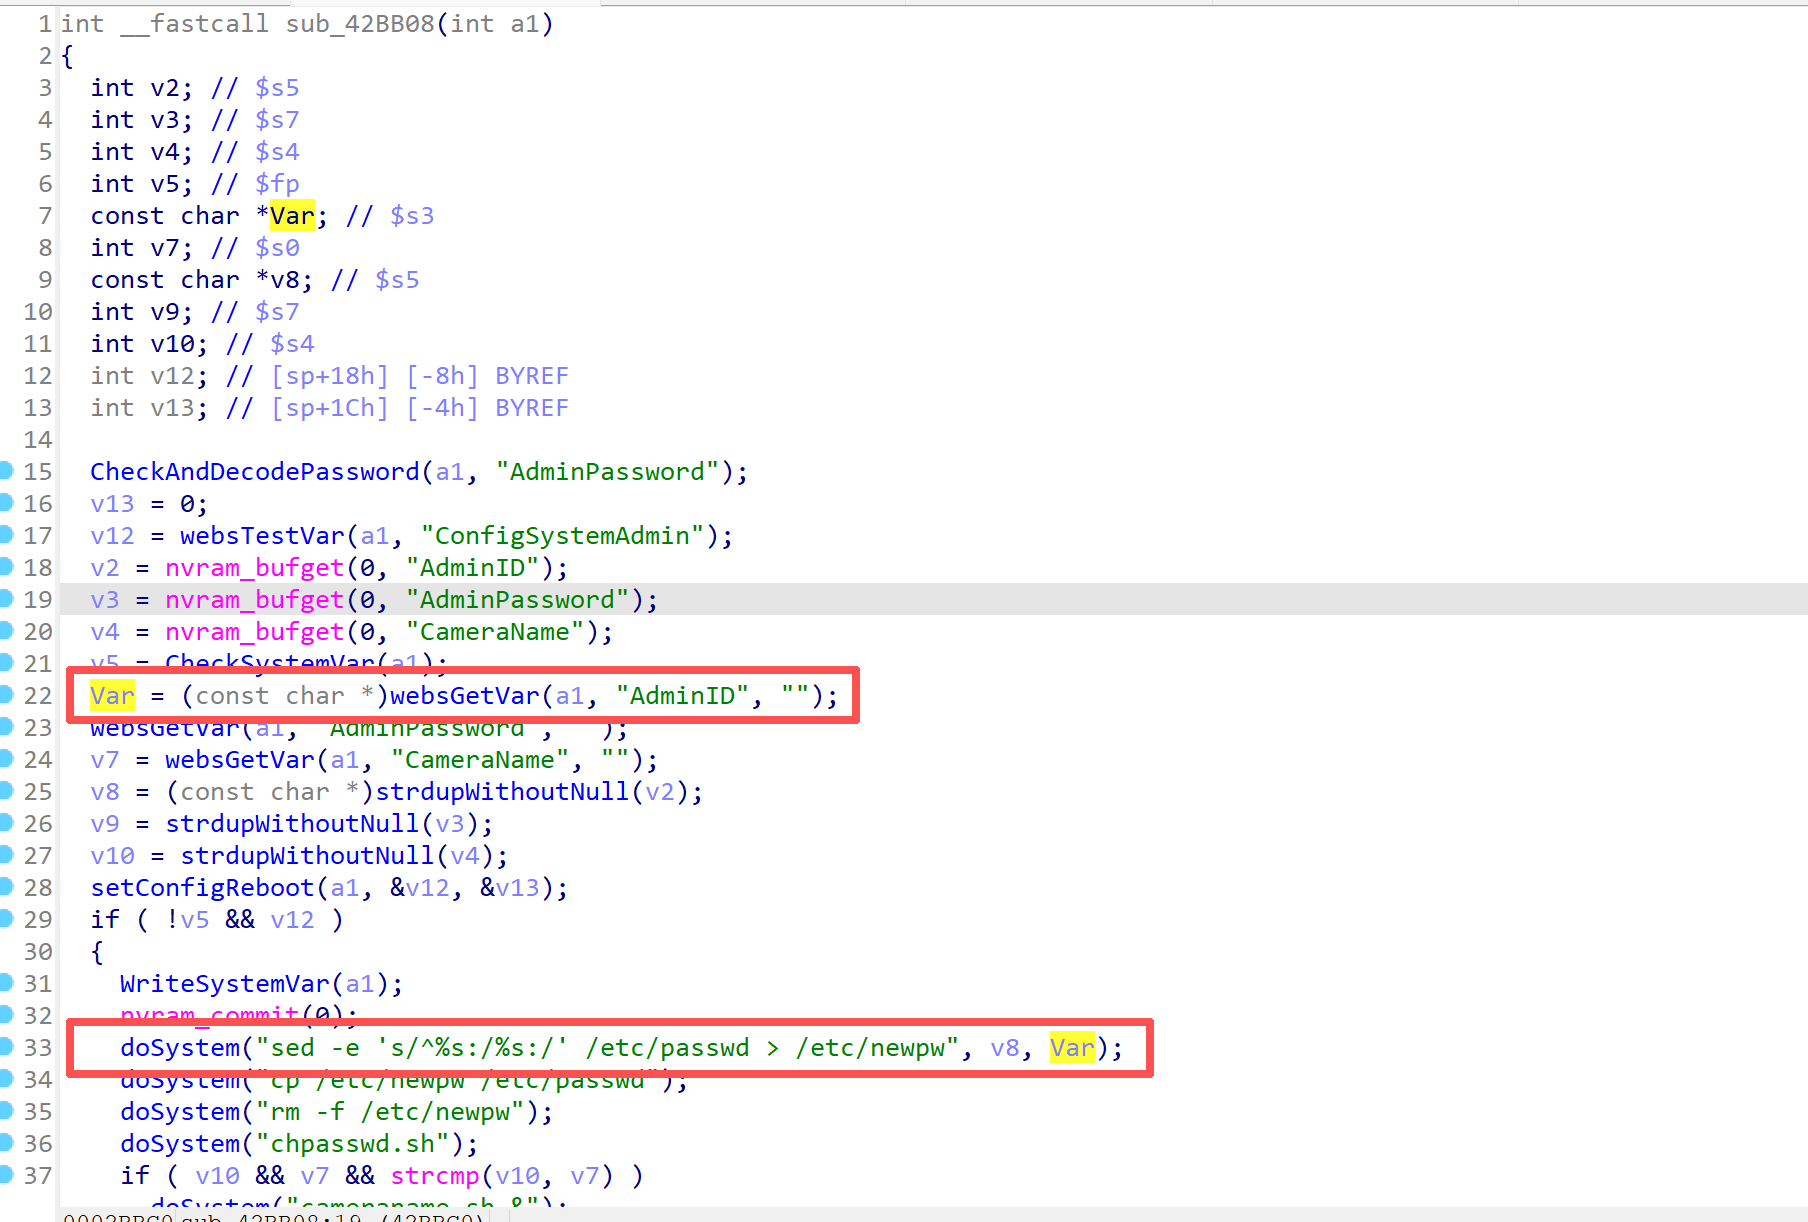 1 int __fastcall sub_42BB08(int a1)
2 {
3   int v2; // $s5
4   int v3; // $s7
5   int v4; // $s4
6   int v5; // $fp
7   const char *Var; // $s3
8   int v7; // $s0
9   const char *v8; // $s5
10   int v9; // $s7
11   int v10; // $s4
12   int v12; // [sp+18h] [-8h] BYREF
13   int v13; // [sp+1Ch] [-4h] BYREF
14
15   CheckAndDecodePassword(a1, "AdminPassword");
16   v13 = 0;
17   v12 = websTestVar(a1, "ConfigSystemAdmin");
18   v2 = nvram_bufget(0, "AdminID");
19   v3 = nvram_bufget(0, "AdminPassword");
20   v4 = nvram_bufget(0, "CameraName");
21   v5 = CheckSystemVar(a1);
22   Var = (const char *)websGetVar(a1, "AdminID", "");
23   websGetVar(a1, "AdminPassword", "");
24   v7 = websGetVar(a1, "CameraName", "");
25   v8 = (const char *)strdupWithoutNull(v2);
26   v9 = strdupWithoutNull(v3);
27   v10 = strdupWithoutNull(v4);
28   setConfigReboot(a1, &v12, &v13);
29   if ( !v5 && v12 )
30   {
31     WriteSystemVar(a1);
32     nvram_commit(0);
33     doSystem("sed -e 's/^%s:/%s:/' /etc/passwd > /etc/newpw", v8, Var);
34     doSystem("cp /etc/newpw /etc/passwd");
35     doSystem("rm -f /etc/newpw");
36     doSystem("chpasswd.sh");
37     if ( v10 && v7 && strcmp(v10, v7) )
doSystem("cameraname.sh &");
0002BBC0 sub_42BB08:19 (42BBC0)